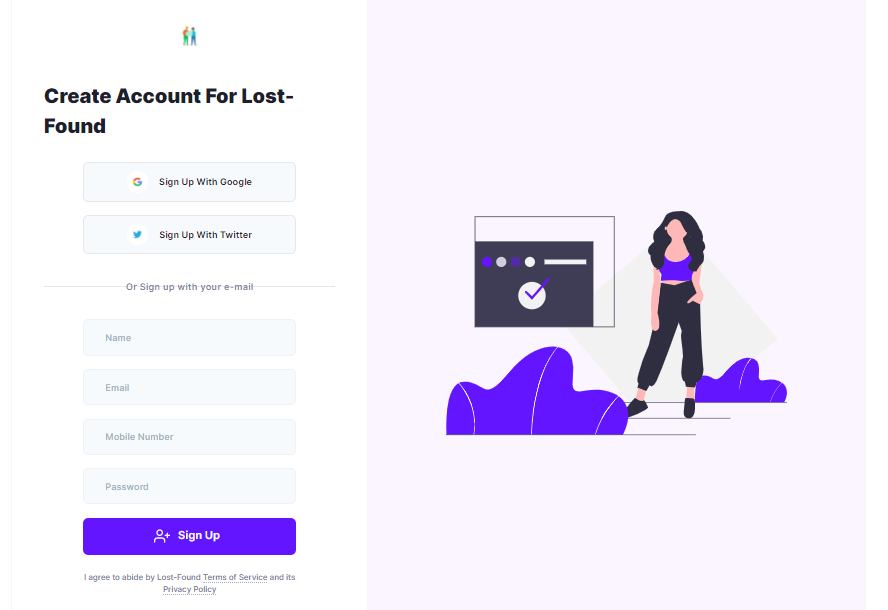 Create Account For Lost-
Found
Sign Up With Google
Sign Up With Twitter
Or Sign up with your e-mail
Name
Email
Mobile Number
Password
Sign Up
I agree to abide by Lost-Found Terms of Service and its
Privacy Policy